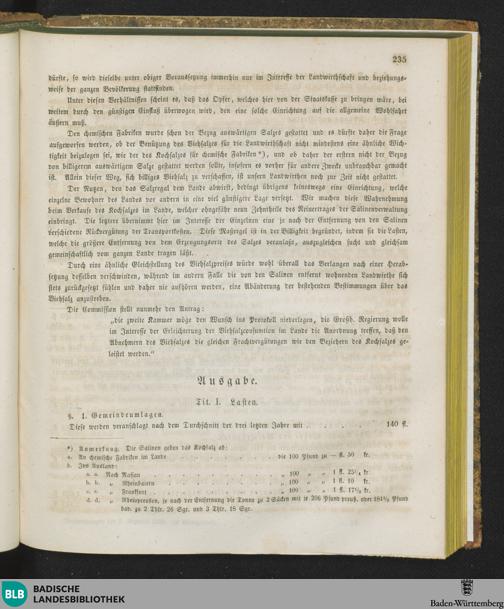 235
dürfte, so wird dieselbe unter obiger Voraussetzung immerhin nur im Interesse der Landwirthschaft und beziehungs-
weise der ganzen Bevölkerung stattfinden.
Unter diesen Verhältnissen scheint es, daß das Opfer, welches hier von der Staatskasse zu bringen wäre, bei
weitem durch den günstigen Einfluß überwogen wird, den eine solche Einrichtung auf die allgemeine Wohlfahrt
äußern muß.
Den chemischen Fabriken wurde schon der Bezug auswärtigen Salzes gestattet und es dürfte daher die Frage
aufgeworfen werden, ob der Benützung des Viehsalzes für die Landwirthschaft nicht mindestens eine ähnliche Wich-
tigkeit beizulegen sei, wie der des Kochsalzes für chemische Fabriken*), und ob daher der ersten nicht der Bezug
von billigerem auswärtigem Salze gestattet werden sollte, insofern es vorher für andere Zwecke unbrauchbar gemacht
ist. Allein dieser Weg, sich billiges Viehsalz zu verschaffen, ist unsern Landwirthen noch zur Zeit nicht gestattet.
Der Nutzen, den das Salzregal dem Lande abwirft, bedingt übrigens keineswegs eine Einrichtung, welche
einzelne Bewohner des Landes vor andern in eine viel günstigere Lage versetzt. Wir machen diese Wahrnehmung
beim Verkaufe des Kochsalzes im Lande, welcher obgefähr neun Zehntheile des Reinertrages der Salinenverwaltung
einbringt. Die letztere übernimmt hier im Interesse der Einzelnen eine je nach der Entfernung von den Salinen
verschiedene Rückvergütung der Transportkosten. Diese Maßregel ist in der Billigkeit begründet, indem sie die Lasten,
welche die größere Entfernung von dem Erzeugungsorte des Salzes veranlaßt, auszugleichen sucht und gleichsam
gemeinschaftlich vom ganzen Lande tragen läßt.
Durch eine ähnliche Gleichstellung des Viehsalzpreises würde wohl überall das Verlangen nach einer Herab-
setzung desselben verschwinden, während im andern Falle die von den Salinen entfernt wohnenden Landwirthe sich
stets zurückgesetzt fühlen und daher nie aufhören werden, eine Abänderung der bestehenden Bestimmungen über das
Viehsalz anzustreben.
Die Commission stellt nunmehr den Antrag:
„die zweite Kammer möge den Wunsch ins Protokoll niederlegen, die Großh. Regierung wolle
im Interesse der Erleichterung der Viehsalzconsumtion im Lande die Anordnung treffen, daß den
Abnehmern des Viehsalzes die gleichen Frachtvergütungen wie den Beziehern des Kochsalzes ge-
leistet werden.“
Ausgabe.
Tit. I. Lasten.
§. 1. Gemeindeumlagen.
Diese werden veranschlagt nach dem Durchschnitt der drei letzten Jahre mit . . . . . . . . 140 fl.
*) Anmerkung. Die Salinen geben das Kochsalz ab:
a. An chemische Fabriken im Lande . . . . . . . . die 100 Pfund zu — fl. 50 kr.
b. Ins Ausland:
a. a. Nach Nassau . . . . . . . . „ 100 „ „ 1 fl. 25¼ kr
b. b. „ Rheinbayern . . . . . . . . „ 100 „ „ 1 fl. 10 kr.
c. c. „ Frankfurt . . . . . . . . „ 100 „ „ 1 fl. 17½ kr.
d. d. „ Rheinpreußen, je nach der Entfernung die Tonne zu 2 Säcken mit je 206 Pfund preuß. oder
bad. zu 2 Thlr. 26 Sgr. und 3 Thlr. 18 Sgr.
BLB
BADISCHE
LANDESBIBLIOTHEK
Baden-Württemberg